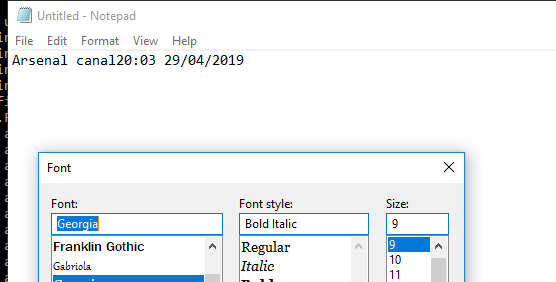 Untitled - Notepad
File Edit Format View Help
Arsenal canal20:03 29/04/2019
Font
Font: Font style: Size:
Georgia Bold Italic 9
Franklin Gothic Regular 9
Gabriola Italic 10
11